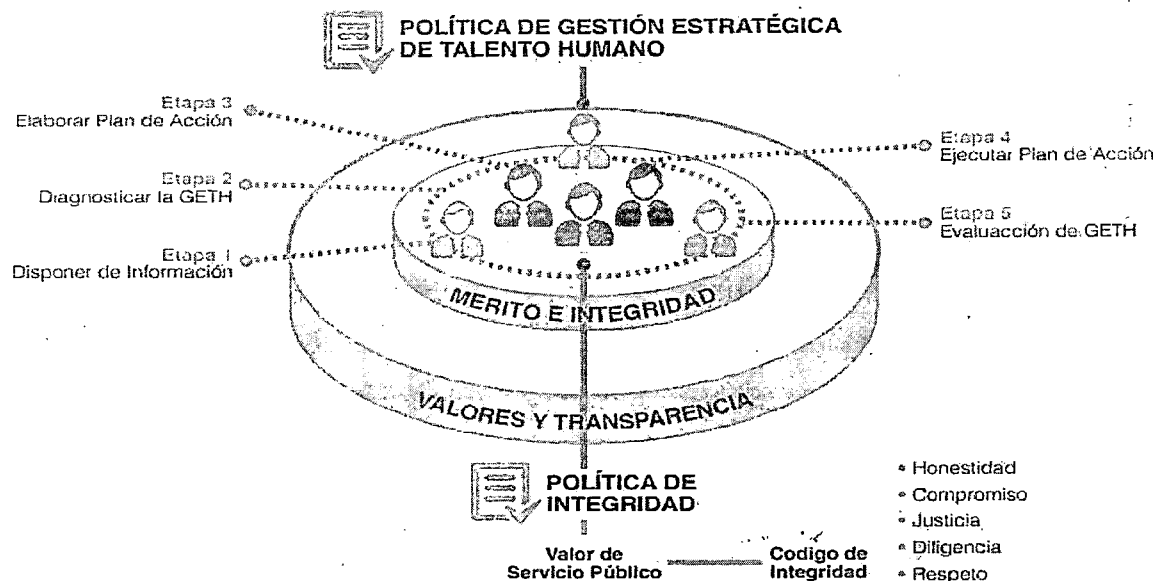 POLÍTICA DE GESTIÓN ESTRATÉGICA
DE TALENTO HUMANO
Etapa 3
Elaborar Plan de Acción
Etapa 2
Diagnosticar la GETH
Etapa 1
Disponer de Información
Etapa 4
Ejecutar Plan de Acción
Etapa 5
Evaluacción de GETH
MERITO E INTEGRIDAD
VALORES Y TRANSPARENCIA
POLÍTICA DE
INTEGRIDAD
Valor de
Servicio Público
Codigo de
Integridad
• Honestidad
• Compromiso
• Justicia
• Diligencia
• Respeto